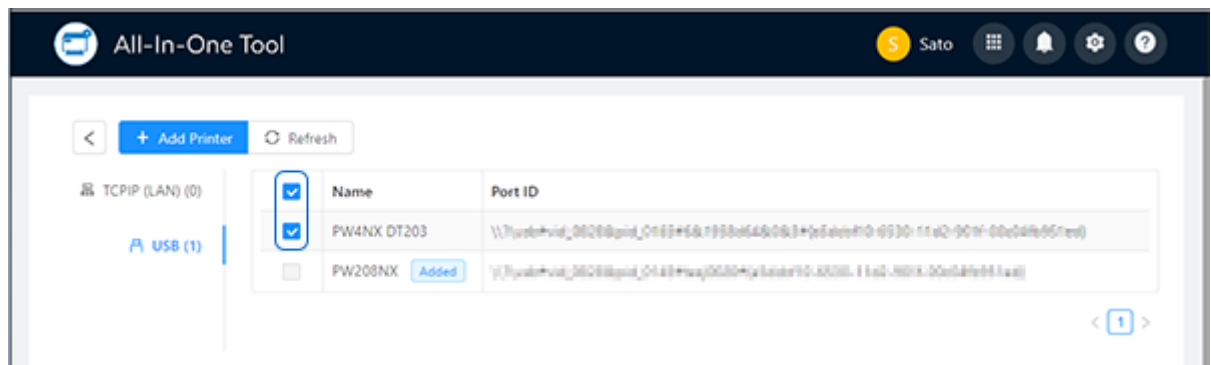 All-In-One Tool
S Sato
+ Add Printer
Refresh
TCPIP (LAN) (0)
USB (1)
Name Port ID
PW4NX DT203
PW208NX Added
< 1 >